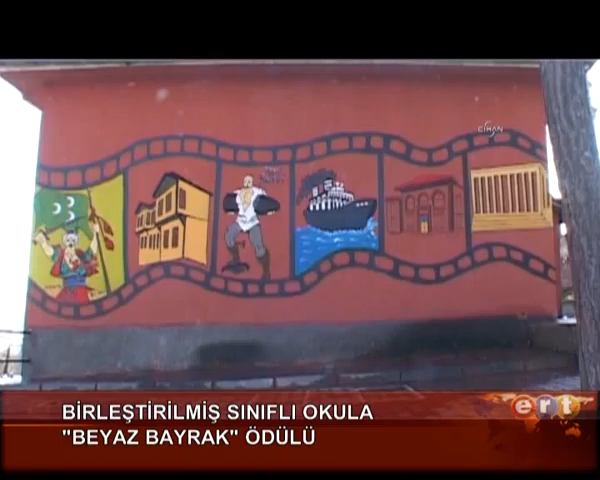 CİHAN
BİRLEŞTİRİLMİŞ SINIFLI OKULA
"BEYAZ BAYRAK" ÖDÜLÜ
ert